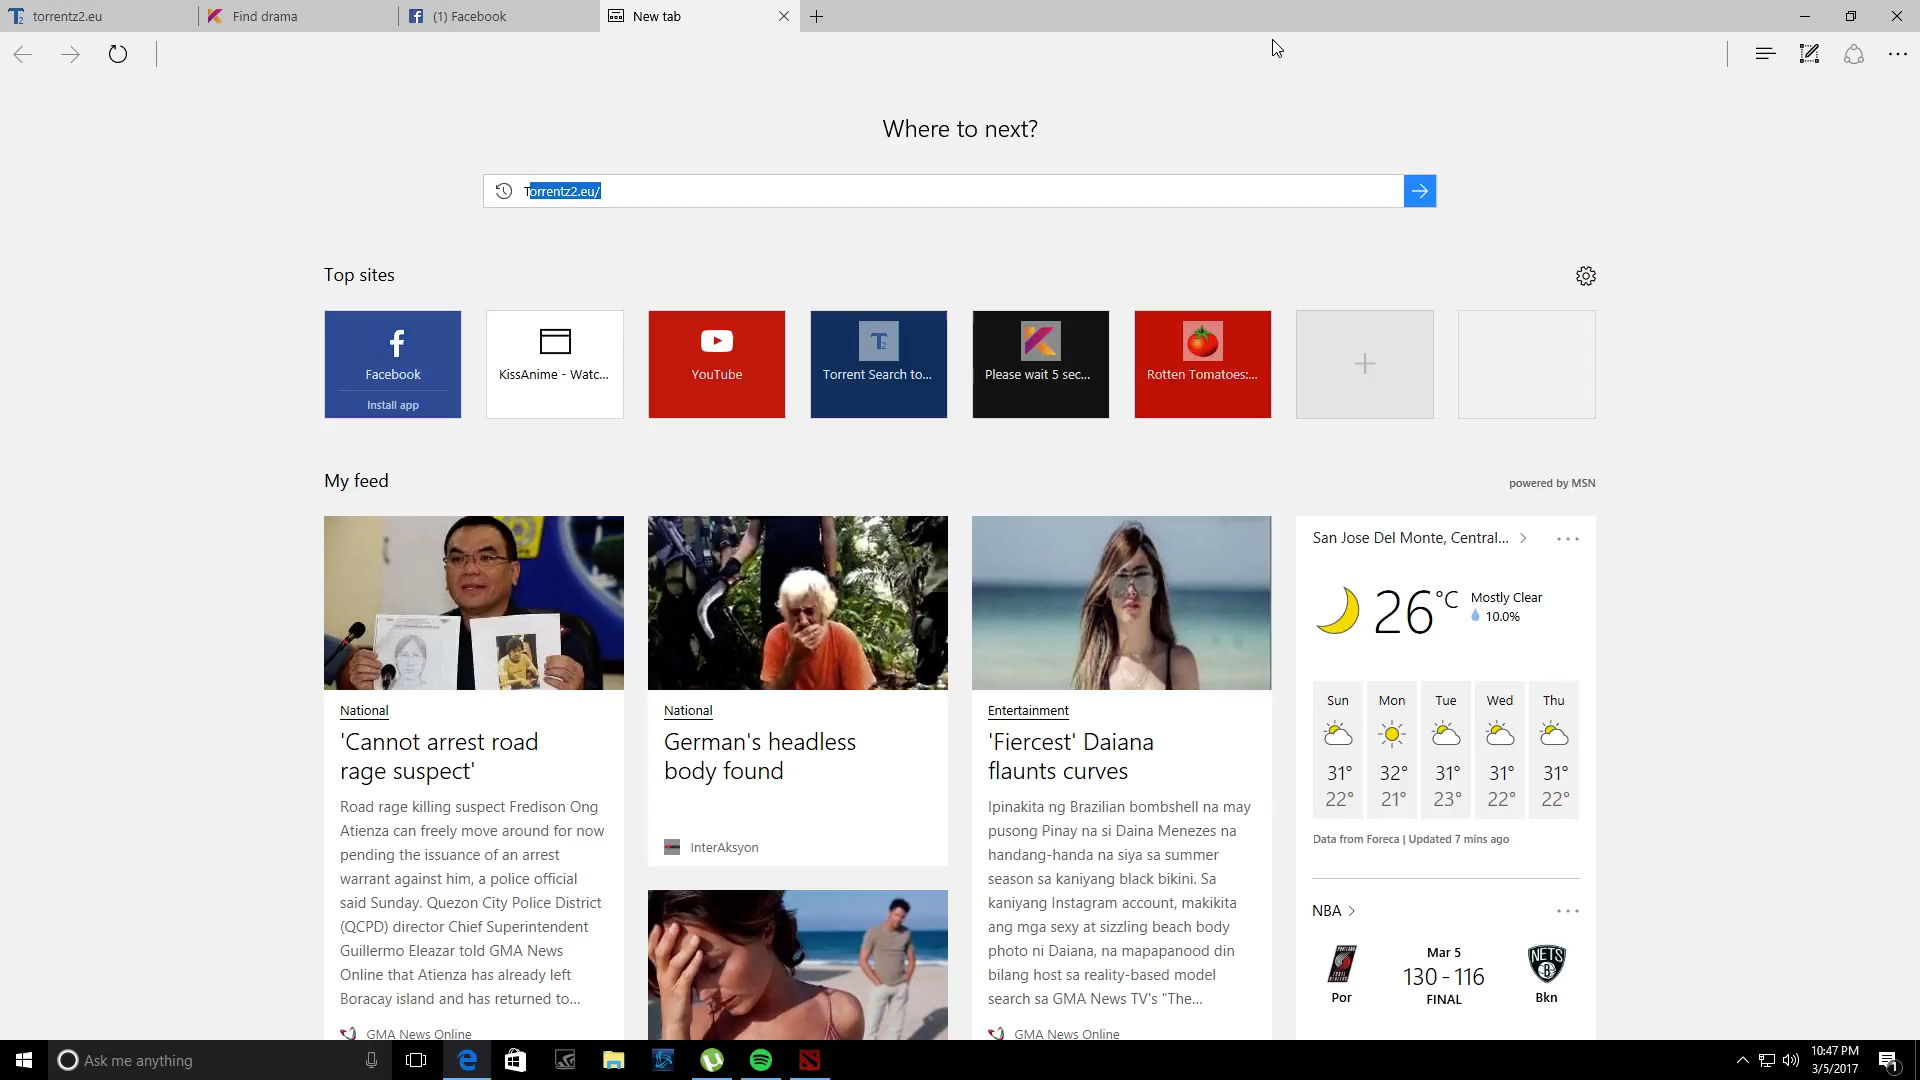 torrentz2.eu
Find drama
(1) Facebook
New tab
Where to next?
Torrentz2.eu/
Top sites
Facebook
Install app
KissAnime - Watc...
YouTube
Torrent Search to...
Please wait 5 sec...
Rotten Tomatoes:...
My feed
powered by MSN
National
'Cannot arrest road
rage suspect'
Road rage killing suspect Fredison Ong
Atienza can freely move around for now
pending the issuance of an arrest
warrant against him, a police official
said Sunday. Quezon City Police District
(QCPD) director Chief Superintendent
Guillermo Eleazar told GMA News
Online that Atienza has already left
Boracay island and has returned to...
GMA News Online
National
German's headless
body found
InterAksyon
Entertainment
'Fiercest' Daiana
flaunts curves
Ipinakita ng Brazilian bombshell na may
pusong Pinay na si Daina Menezes na
handang-handa na siya sa summer
season sa kaniyang black bikini. Sa
kaniyang Instagram account, makikita
ang mga sexy at sizzling beach body
photo ni Daiana, na mapapanood din
bilang host sa reality-based model
search sa GMA News TV's "The...
GMA News Online
San Jose Del Monte, Central...
26°C
Mostly Clear
10.0%
Sun Mon Tue Wed Thu
31° 32° 31° 31° 31°
22° 21° 23° 22° 22°
Data from Foreca | Updated 7 mins ago
NBA
Mar 5
130 - 116
FINAL
Por
NETS
Bkn
Ask me anything
10:47 PM
3/5/2017
1